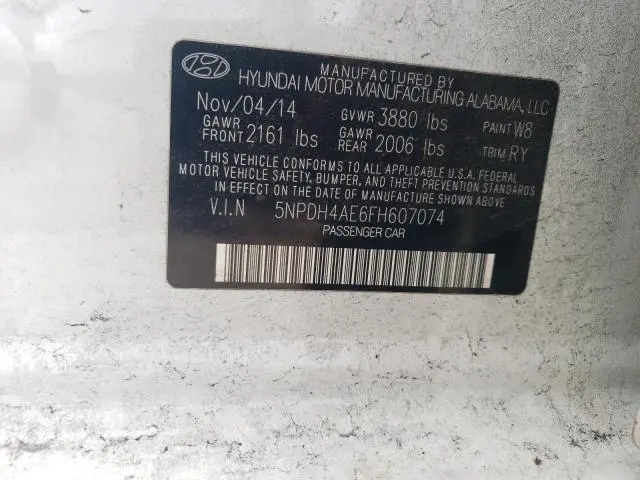 MANUFACTURED BY
HYUNDAI MOTOR MANUFACTURING ALABAMA, LLC
Nov/04/14 GVWR 3880 lbs PAINT W8
GAWR FRONT 2161 lbs GAWR REAR 2006 lbs TRIM RY
THIS VEHICLE CONFORMS TO ALL APPLICABLE U.S. FEDERAL
MOTOR VEHICLE SAFETY, BUMPER, AND THEFT PREVENTION STANDARDS
IN EFFECT ON THE DATE OF MANUFACTURE SHOWN ABOVE.
V.I.N 5NPDH4AE6FH607074
PASSENGER CAR